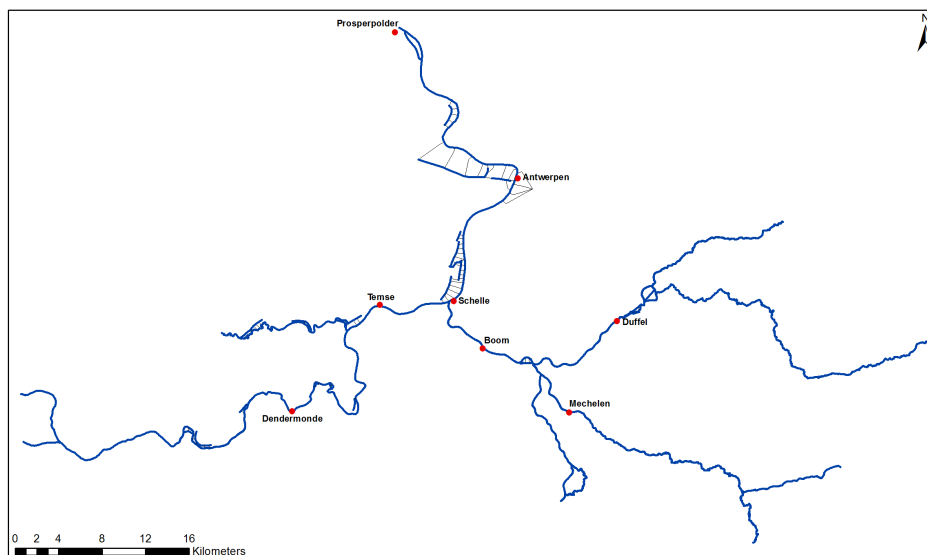 N
Prosperpolder
Antwerpen
Temse
Schelle
Duffel
Boom
Mechelen
Dendermonde
0 2 4 8 12 16
Kilometers